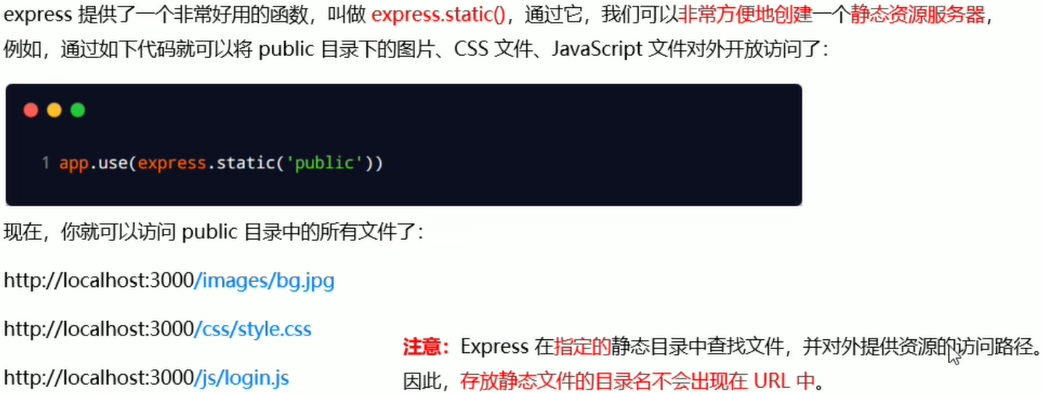 express 提供了一个非常好用的函数，叫做 express.static()，通过它，我们可以非常方便地创建一个静态资源服务器，
例如，通过如下代码就可以将 public 目录下的图片、CSS 文件、JavaScript 文件对外开放访问了：
1 app.use(express.static('public'))
现在，你就可以访问 public 目录中的所有文件了：
http://localhost:3000/images/bg.jpg
http://localhost:3000/css/style.css
http://localhost:3000/js/login.js
注意：Express 在指定的静态目录中查找文件，并对外提供资源的访问路径。
因此，存放静态文件的目录名不会出现在 URL 中。